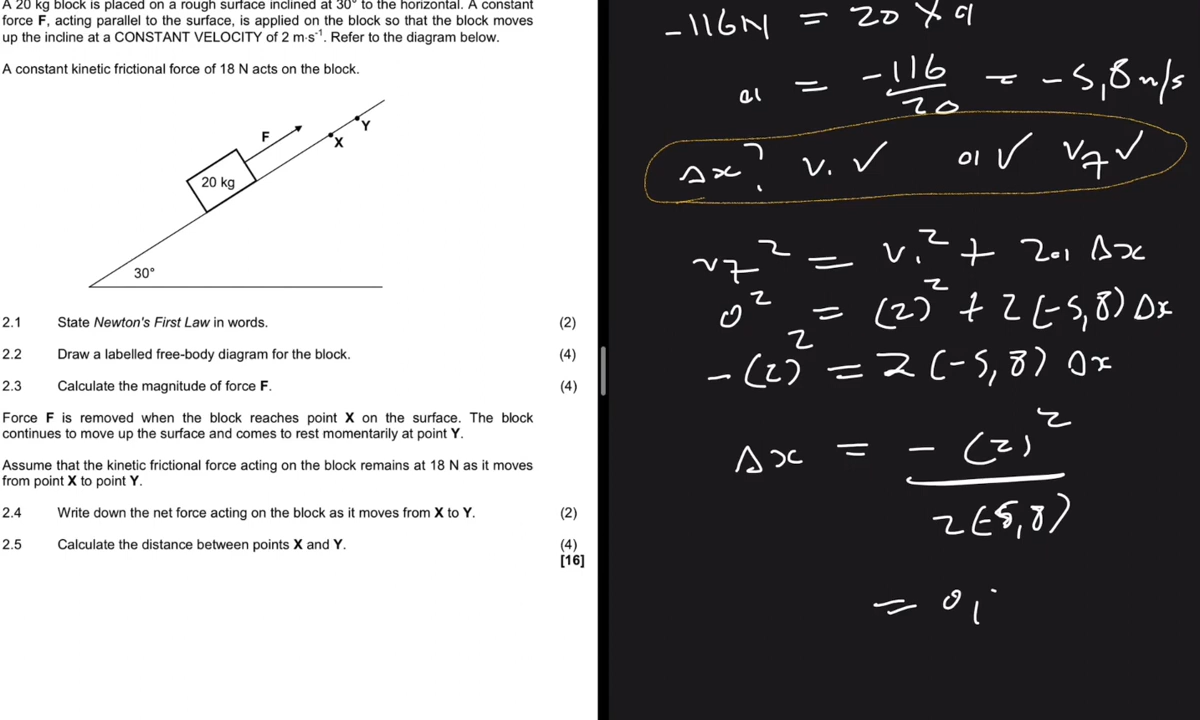 A 20 kg block is placed on a rough surface inclined at 30° to the horizontal. A constant
force F, acting parallel to the surface, is applied on the block so that the block moves
up the incline at a CONSTANT VELOCITY of 2 m·s⁻¹. Refer to the diagram below.
A constant kinetic frictional force of 18 N acts on the block.
F
X
Y
20 kg
30°
2.1 State Newton's First Law in words. (2)
2.2 Draw a labelled free-body diagram for the block. (4)
2.3 Calculate the magnitude of force F. (4)
Force F is removed when the block reaches point X on the surface. The block
continues to move up the surface and comes to rest momentarily at point Y.
Assume that the kinetic frictional force acting on the block remains at 18 N as it moves
from point X to point Y.
2.4 Write down the net force acting on the block as it moves from X to Y. (2)
2.5 Calculate the distance between points X and Y. (4)
[16]
-116N = 20 × a
a = -116/20 = -5,8 m/s
Δx? vi ✓ a ✓ vf ✓
vf² = vi² + 2a Δx
0² = (2)² + 2(-5,8) Δx
-(2)² = 2(-5,8) Δx
Δx = -(2)² / 2(-5,8)
= 0,